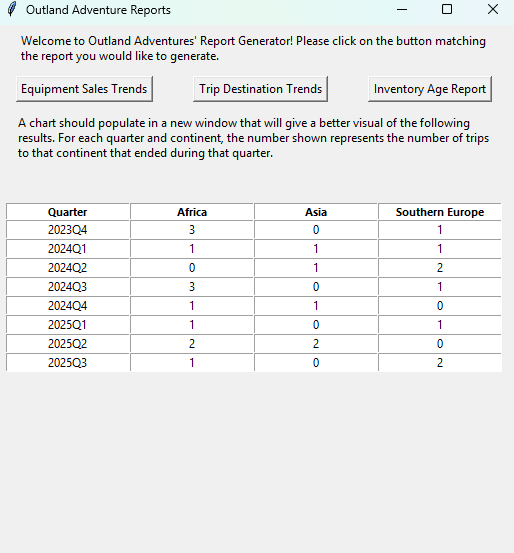 Outland Adventure Reports
Welcome to Outland Adventures' Report Generator! Please click on the button matching
the report you would like to generate.
Equipment Sales Trends Trip Destination Trends Inventory Age Report
A chart should populate in a new window that will give a better visual of the following
results. For each quarter and continent, the number shown represents the number of trips
to that continent that ended during that quarter.
Quarter Africa Asia Southern Europe
2023Q4 3 0 1
2024Q1 1 1 1
2024Q2 0 1 2
2024Q3 3 0 1
2024Q4 1 1 0
2025Q1 1 0 1
2025Q2 2 2 0
2025Q3 1 0 2